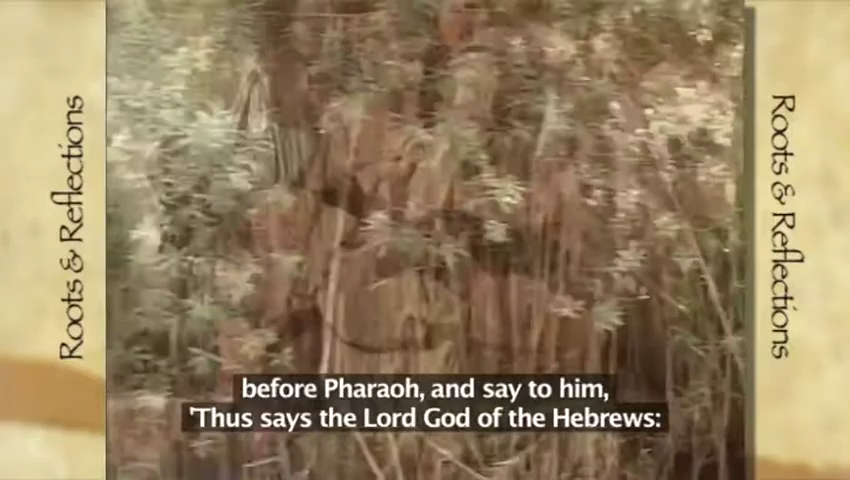 Roots & Reflections
before Pharaoh, and say to him,
'Thus says the Lord God of the Hebrews:
Roots & Reflections